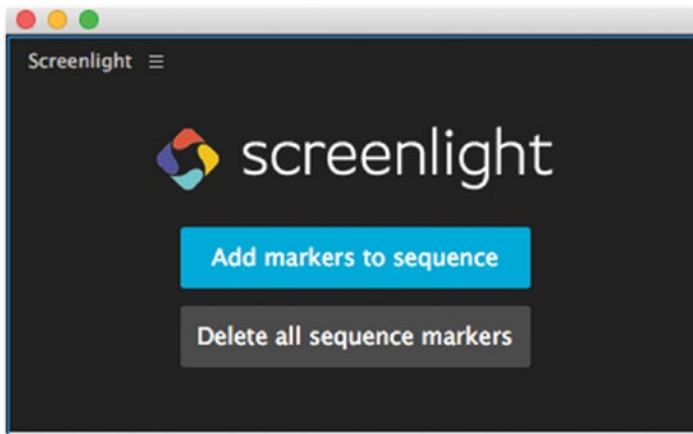 Screenlight
screenlight
Add markers to sequence
Delete all sequence markers